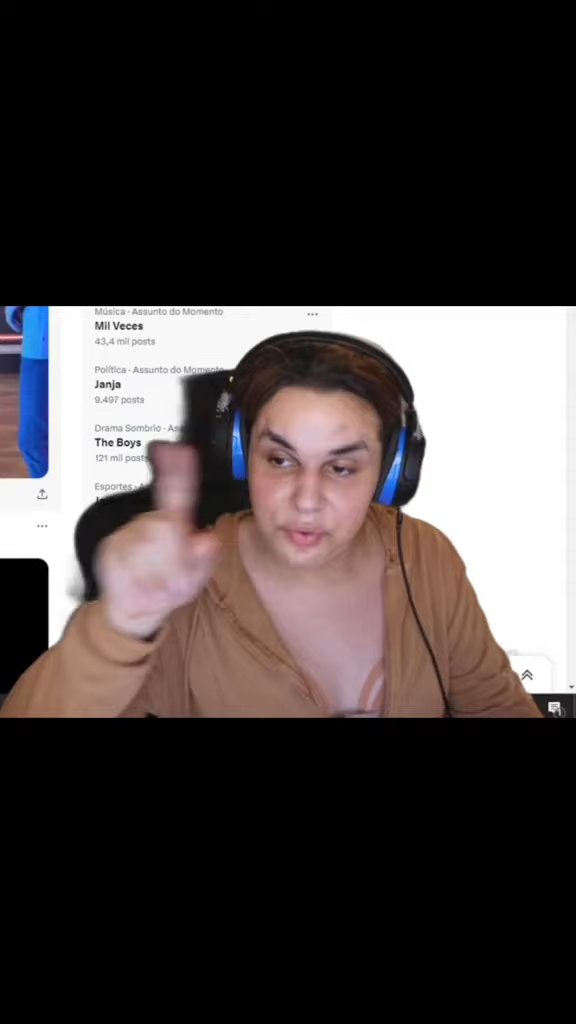 Música · Assunto do Momento
Mil Veces
43,4 mil posts
Política · Assunto do Momento
Janja
9.497 posts
Drama Sombrio · As
The Boys
121 mil posts
Esportes · A